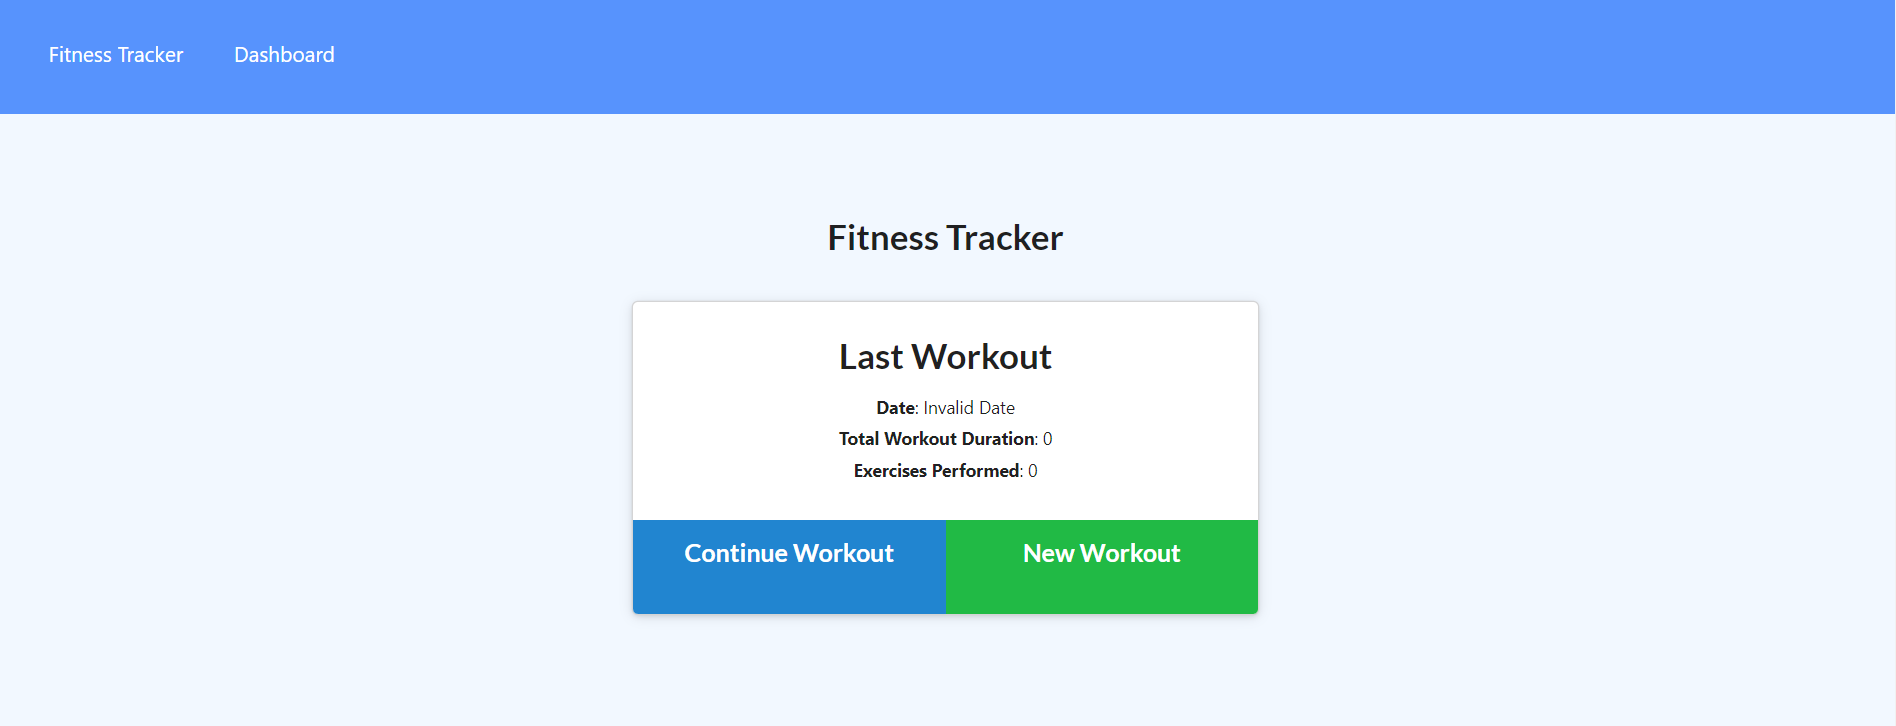 Fitness Tracker Dashboard
Fitness Tracker
Last Workout
Date: Invalid Date
Total Workout Duration: 0
Exercises Performed: 0
Continue Workout New Workout